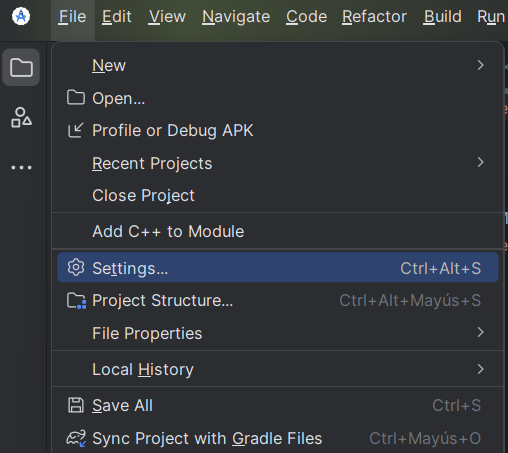 File Edit View Navigate Code Refactor Build Run
New
Open...
Profile or Debug APK
Recent Projects
Close Project
Add C++ to Module
Settings... Ctrl+Alt+S
Project Structure... Ctrl+Alt+Mayús+S
File Properties
Local History
Save All Ctrl+S
Sync Project with Gradle Files Ctrl+Mayús+O